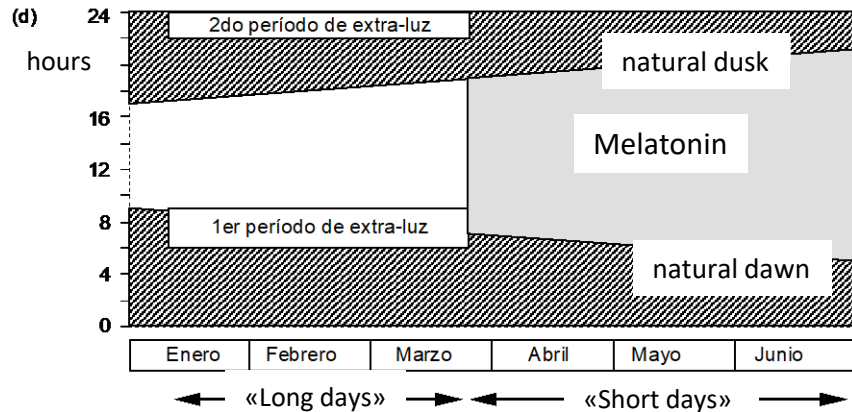 (d)
24
hours
2do período de extra-luz
natural dusk
16
Melatonin
12
8
1er período de extra-luz
4
natural dawn
0
Enero Febrero Marzo Abril Mayo Junio
«Long days» «Short days»